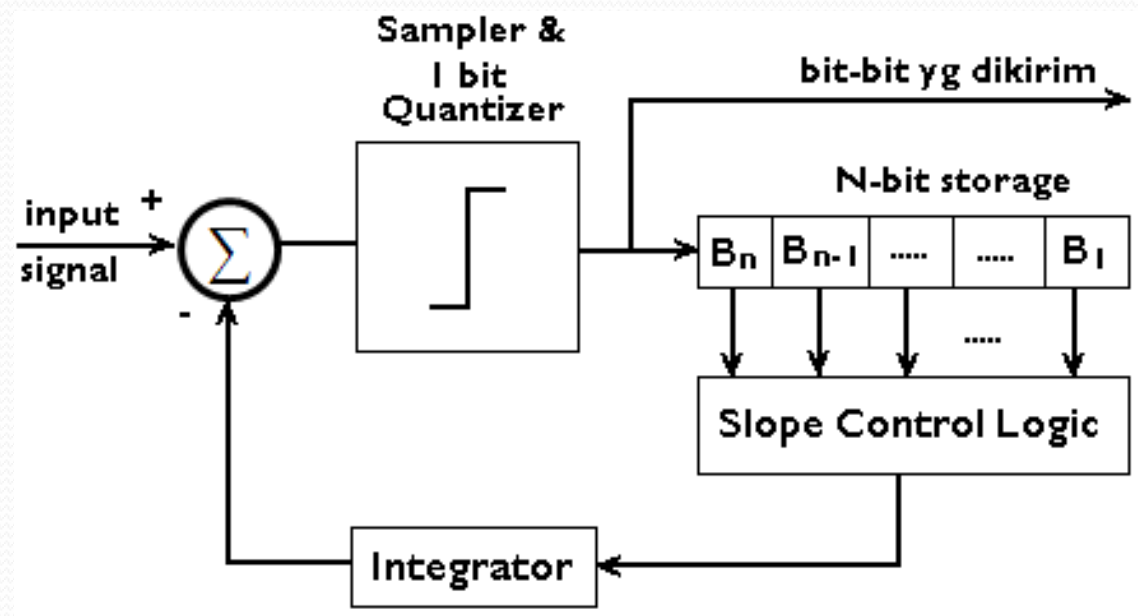 Sampler &
1 bit
Quantizer
bit-bit yg dikirim
N-bit storage
input
signal
+
-
Σ
Bn Bn-1 ..... ..... B1
.....
Slope Control Logic
Integrator